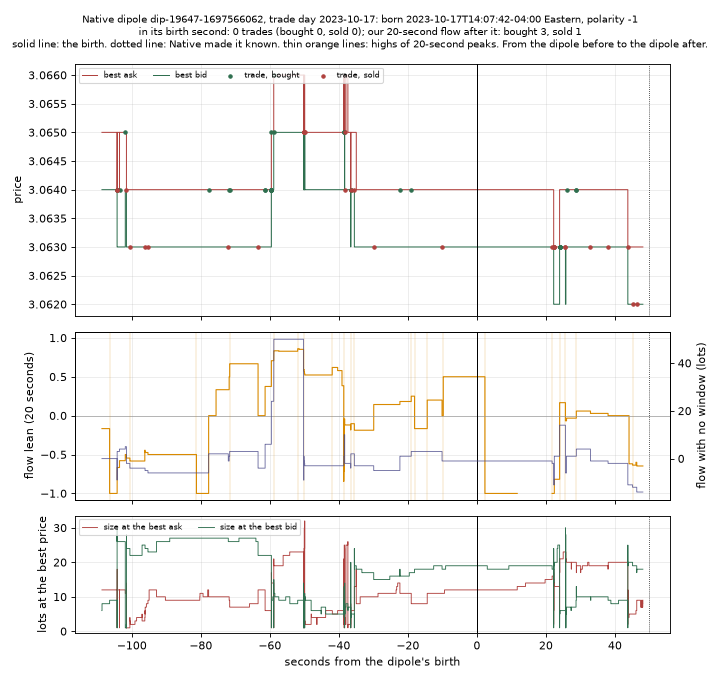 Native dipole dip-19647-1697566062, trade day 2023-10-17: born 2023-10-17T14:07:42-04:00 Eastern, polarity -1
in its birth second: 0 trades (bought 0, sold 0); our 20-second flow after it: bought 3, sold 1
solid line: the birth. dotted line: Native made it known. thin orange lines: highs of 20-second peaks. From the dipole before to the dipole after.
best ask best bid trade, bought trade, sold
3.0660
3.0655
3.0650
3.0645
3.0640
3.0635
3.0630
3.0625
3.0620
price
1.0
0.5
0.0
−0.5
−1.0
flow lean (20 seconds)
40
20
0
flow with no window (lots)
size at the best ask size at the best bid
30
20
10
0
lots at the best price
−100 −80 −60 −40 −20 0 20 40
seconds from the dipole's birth